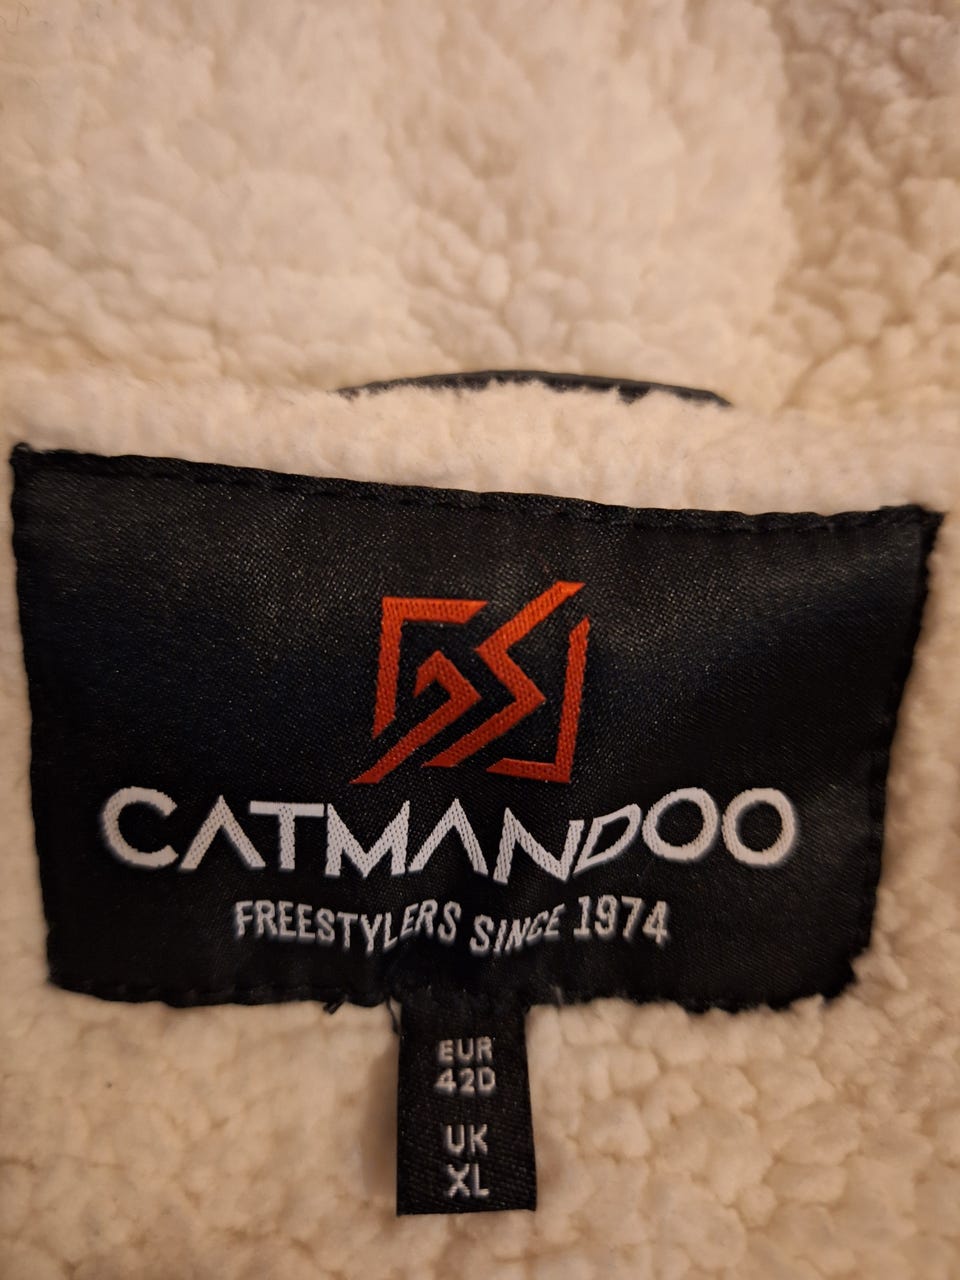 CATMANDOO
FREESTYLERS SINCE 1974
EUR
42D
UK
XL